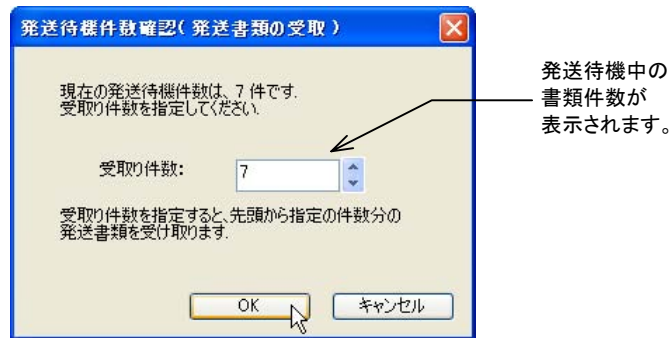 発送待機件数確認(発送書類の受取)
現在の発送待機件数は、7 件です.
受取り件数を指定してください.
受取り件数:
7
受取り件数を指定すると、先頭から指定の件数分の
発送書類を受け取ります.
OK
キャンセル
発送待機中の
書類件数が
表示されます。